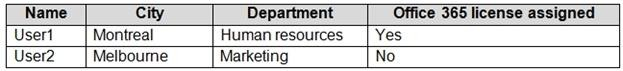 Name City Department Office 365 license assigned
User1 Montreal Human resources Yes
User2 Melbourne Marketing No